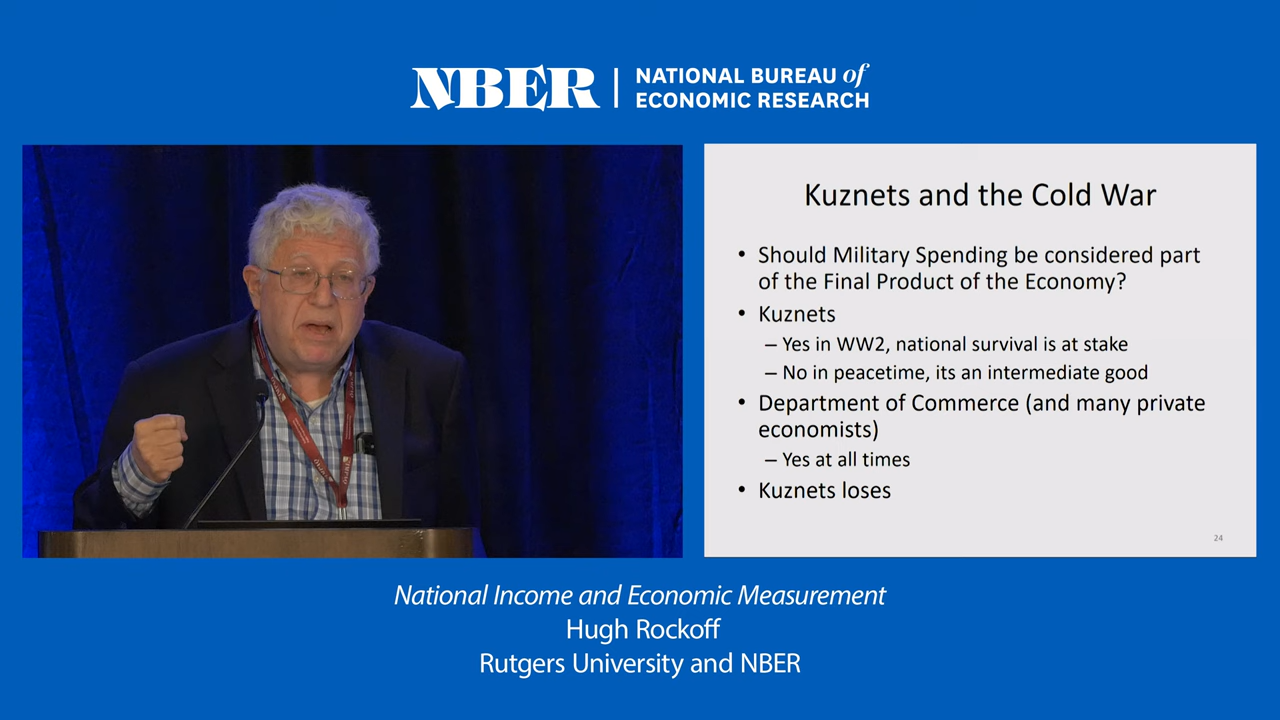 NBER | NATIONAL BUREAU of
ECONOMIC RESEARCH
Kuznets and the Cold War
• Should Military Spending be considered part
of the Final Product of the Economy?
• Kuznets
– Yes in WW2, national survival is at stake
– No in peacetime, its an intermediate good
• Department of Commerce (and many private
economists)
– Yes at all times
• Kuznets loses
24
National Income and Economic Measurement
Hugh Rockoff
Rutgers University and NBER